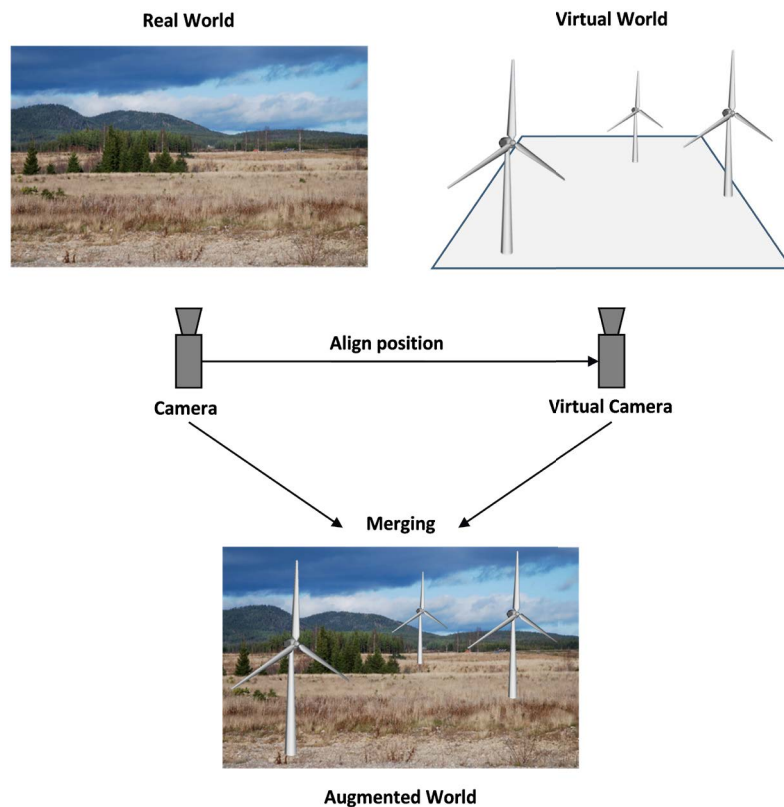 Real World
Virtual World
Align position
Camera
Virtual Camera
Merging
Augmented World